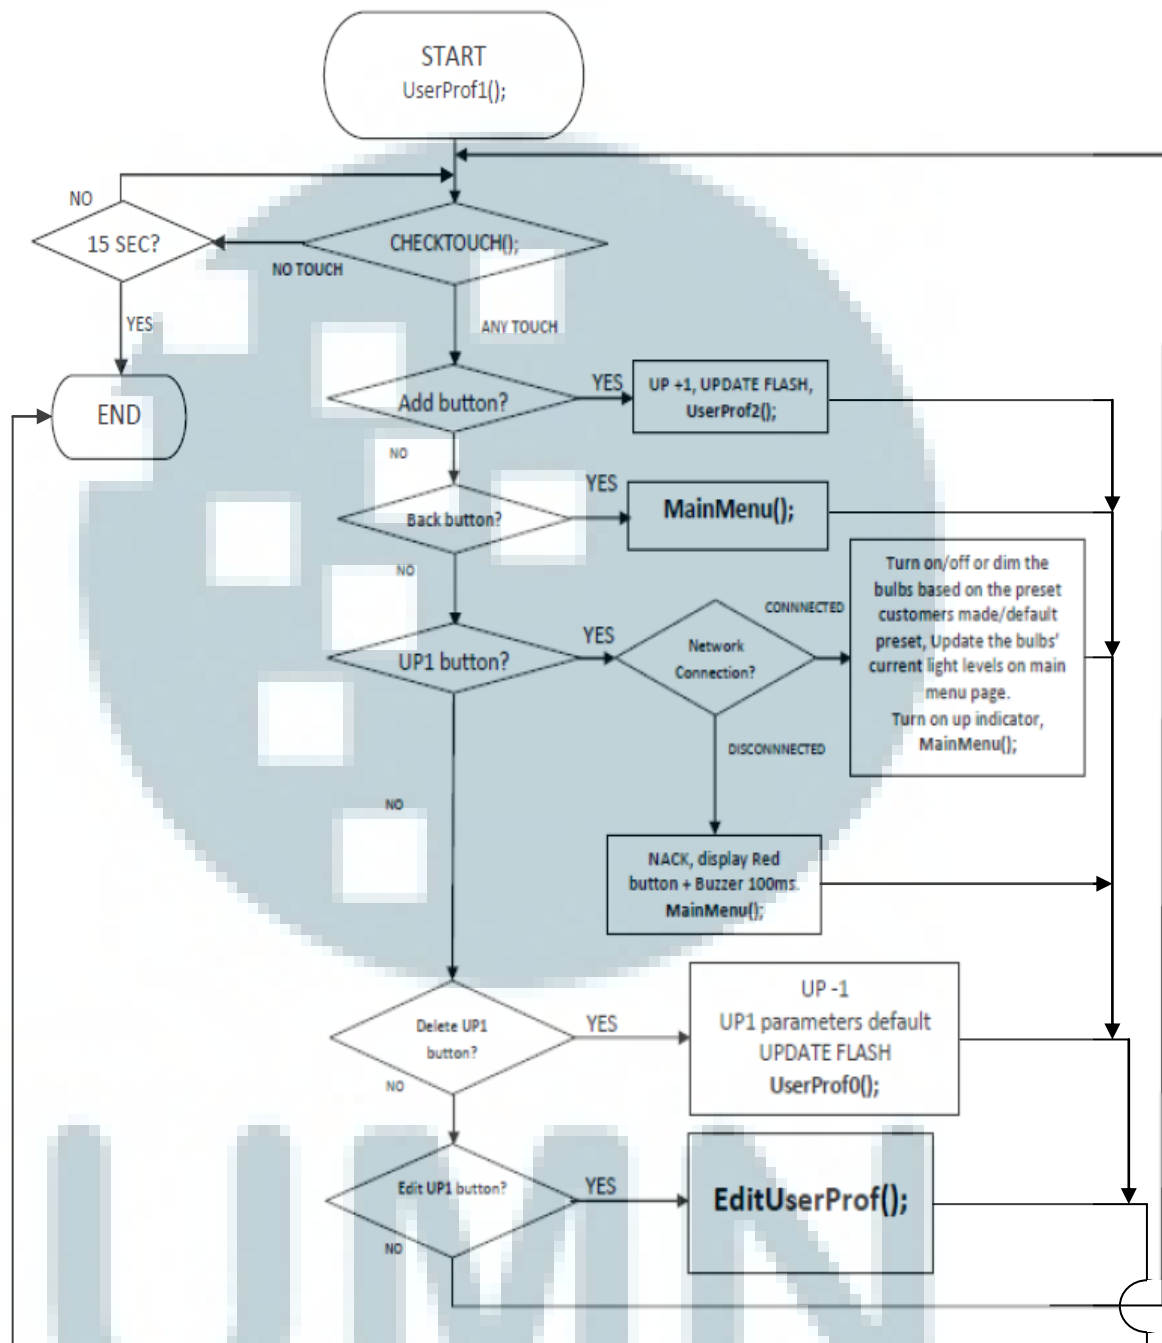 START
UserProf1();
NO
15 SEC?
CHECKTOUCH();
NO TOUCH
YES
ANY TOUCH
END
Add button?
YES
UP +1, UPDATE FLASH,
UserProf2();
NO
Back button?
YES
MainMenu();
NO
UP1 button?
YES
Network
Connection?
CONNNECTED
Turn on/off or dim the
bulbs based on the preset
customers made/default
preset, Update the bulbs'
current light levels on main
menu page.
Turn on up indicator,
MainMenu();
DISCONNNECTED
NO
NACK, display Red
button + Buzzer 100ms.
MainMenu();
Delete UP1
button?
YES
UP -1
UP1 parameters default
UPDATE FLASH
UserProf0();
NO
Edit UP1 button?
YES
EditUserProf();
NO
UMN